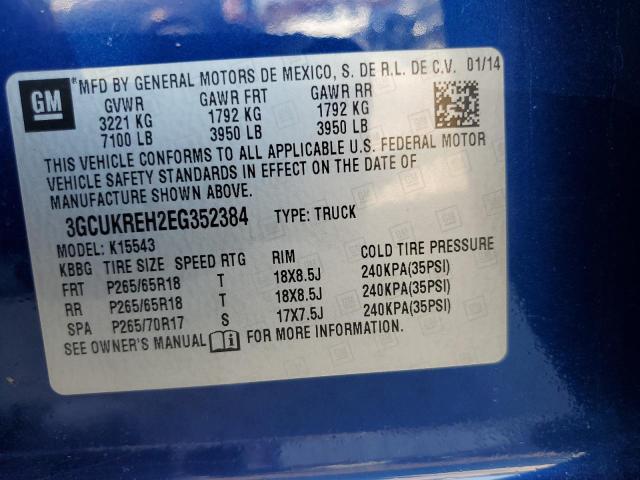 GM
*MFD BY GENERAL MOTORS DE MEXICO, S. DE R.L. DE C.V. 01/14
GVWR GAWR FRT GAWR RR
3221 KG 1792 KG 1792 KG
7100 LB 3950 LB 3950 LB
THIS VEHICLE CONFORMS TO ALL APPLICABLE U.S. FEDERAL MOTOR
VEHICLE SAFETY STANDARDS IN EFFECT ON THE DATE OF
MANUFACTURE SHOWN ABOVE.
3GCUKREH2EG352384 TYPE: TRUCK
MODEL: K15543
KBBG TIRE SIZE SPEED RTG RIM COLD TIRE PRESSURE
FRT P265/65R18 T 18X8.5J 240KPA(35PSI)
RR P265/65R18 T 18X8.5J 240KPA(35PSI)
SPA P265/70R17 S 17X7.5J 240KPA(35PSI)
SEE OWNER'S MANUAL FOR MORE INFORMATION.